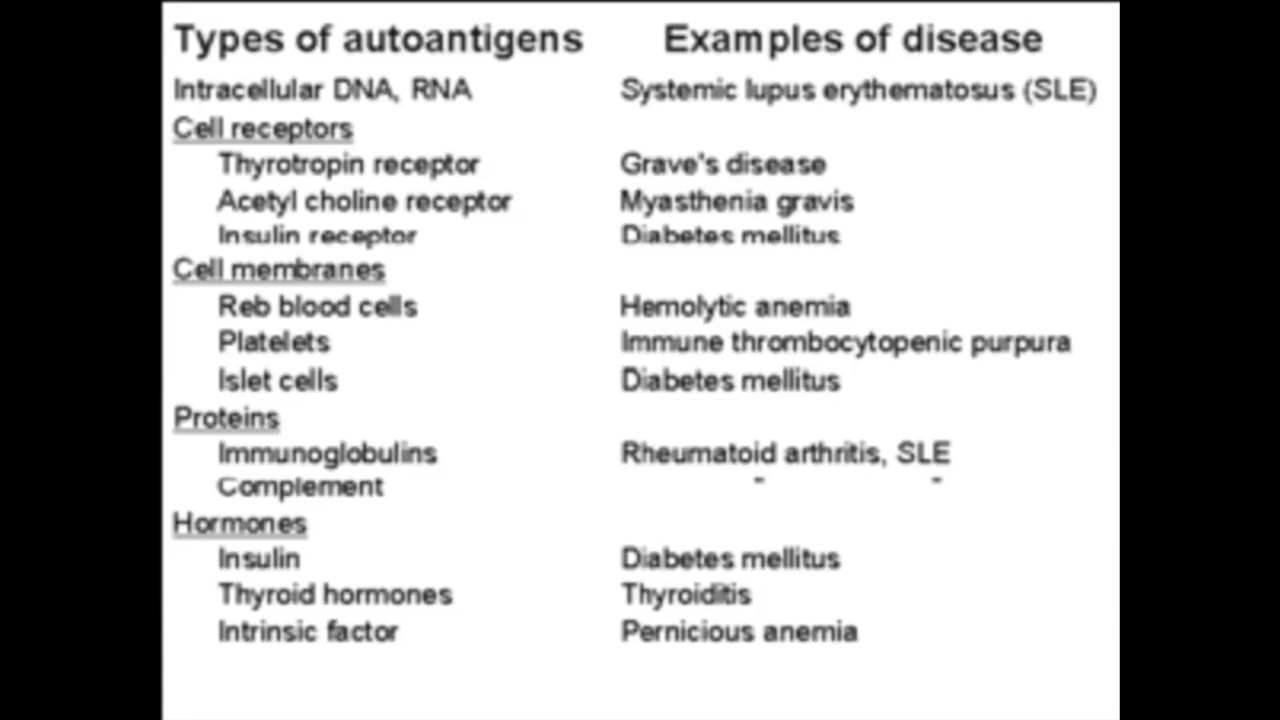 Types of autoantigens Examples of disease
Intracellular DNA, RNA Systemic lupus erythematosus (SLE)
Cell receptors
Thyrotropin receptor Grave's disease
Acetyl choline receptor Myasthenia gravis
Insulin receptor Diabetes mellitus
Cell membranes
Reb blood cells Hemolytic anemia
Platelets Immune thrombocytopenic purpura
Islet cells Diabetes mellitus
Proteins
Immunoglobulins Rheumatoid arthritis, SLE
Complement " "
Hormones
Insulin Diabetes mellitus
Thyroid hormones Thyroiditis
Intrinsic factor Pernicious anemia